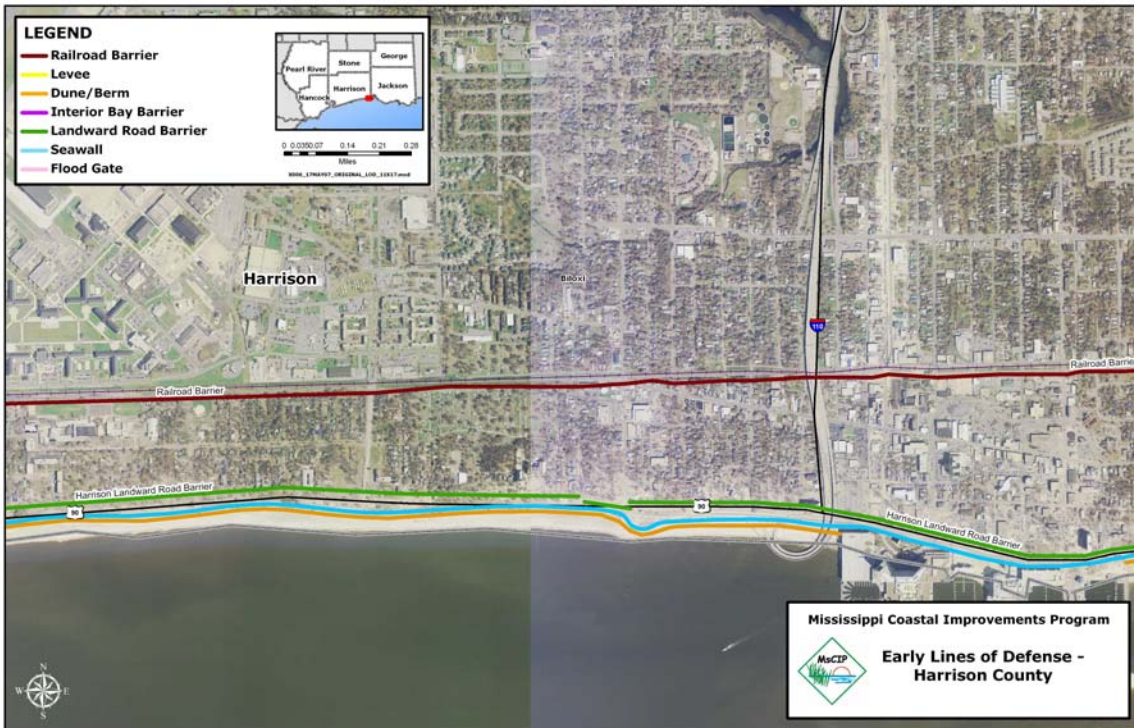 LEGEND
Railroad Barrier
Levee
Dune/Berm
Interior Bay Barrier
Landward Road Barrier
Seawall
Flood Gate
Pearl River
Stone
George
Hancock
Harrison
Jackson
0 0.0350.07 0.14 0.21 0.28
Miles
Harrison
Biloxi
110
Railroad Barrier
Railroad Barrier
Harrison Landward Road Barrier
90
90
Harrison Landward Road Barrier
N
W E
S
Mississippi Coastal Improvements Program
MsCIP
Early Lines of Defense -
Harrison County